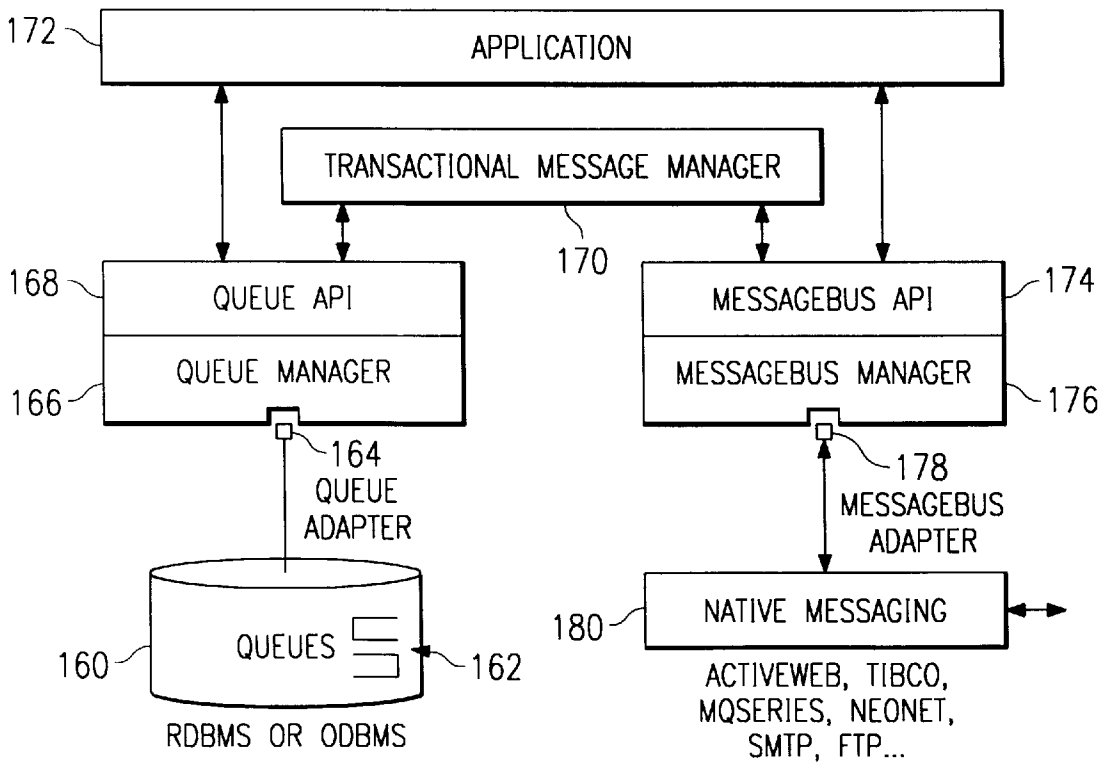 172
APPLICATION
TRANSACTIONAL MESSAGE MANAGER
170
168
QUEUE API
MESSAGEBUS API
174
166
QUEUE MANAGER
MESSAGEBUS MANAGER
176
164
QUEUE
ADAPTER
178
MESSAGEBUS
ADAPTER
160
QUEUES
162
RDBMS OR ODBMS
180
NATIVE MESSAGING
ACTIVEWEB, TIBCO,
MQSERIES, NEONET,
SMTP, FTP...